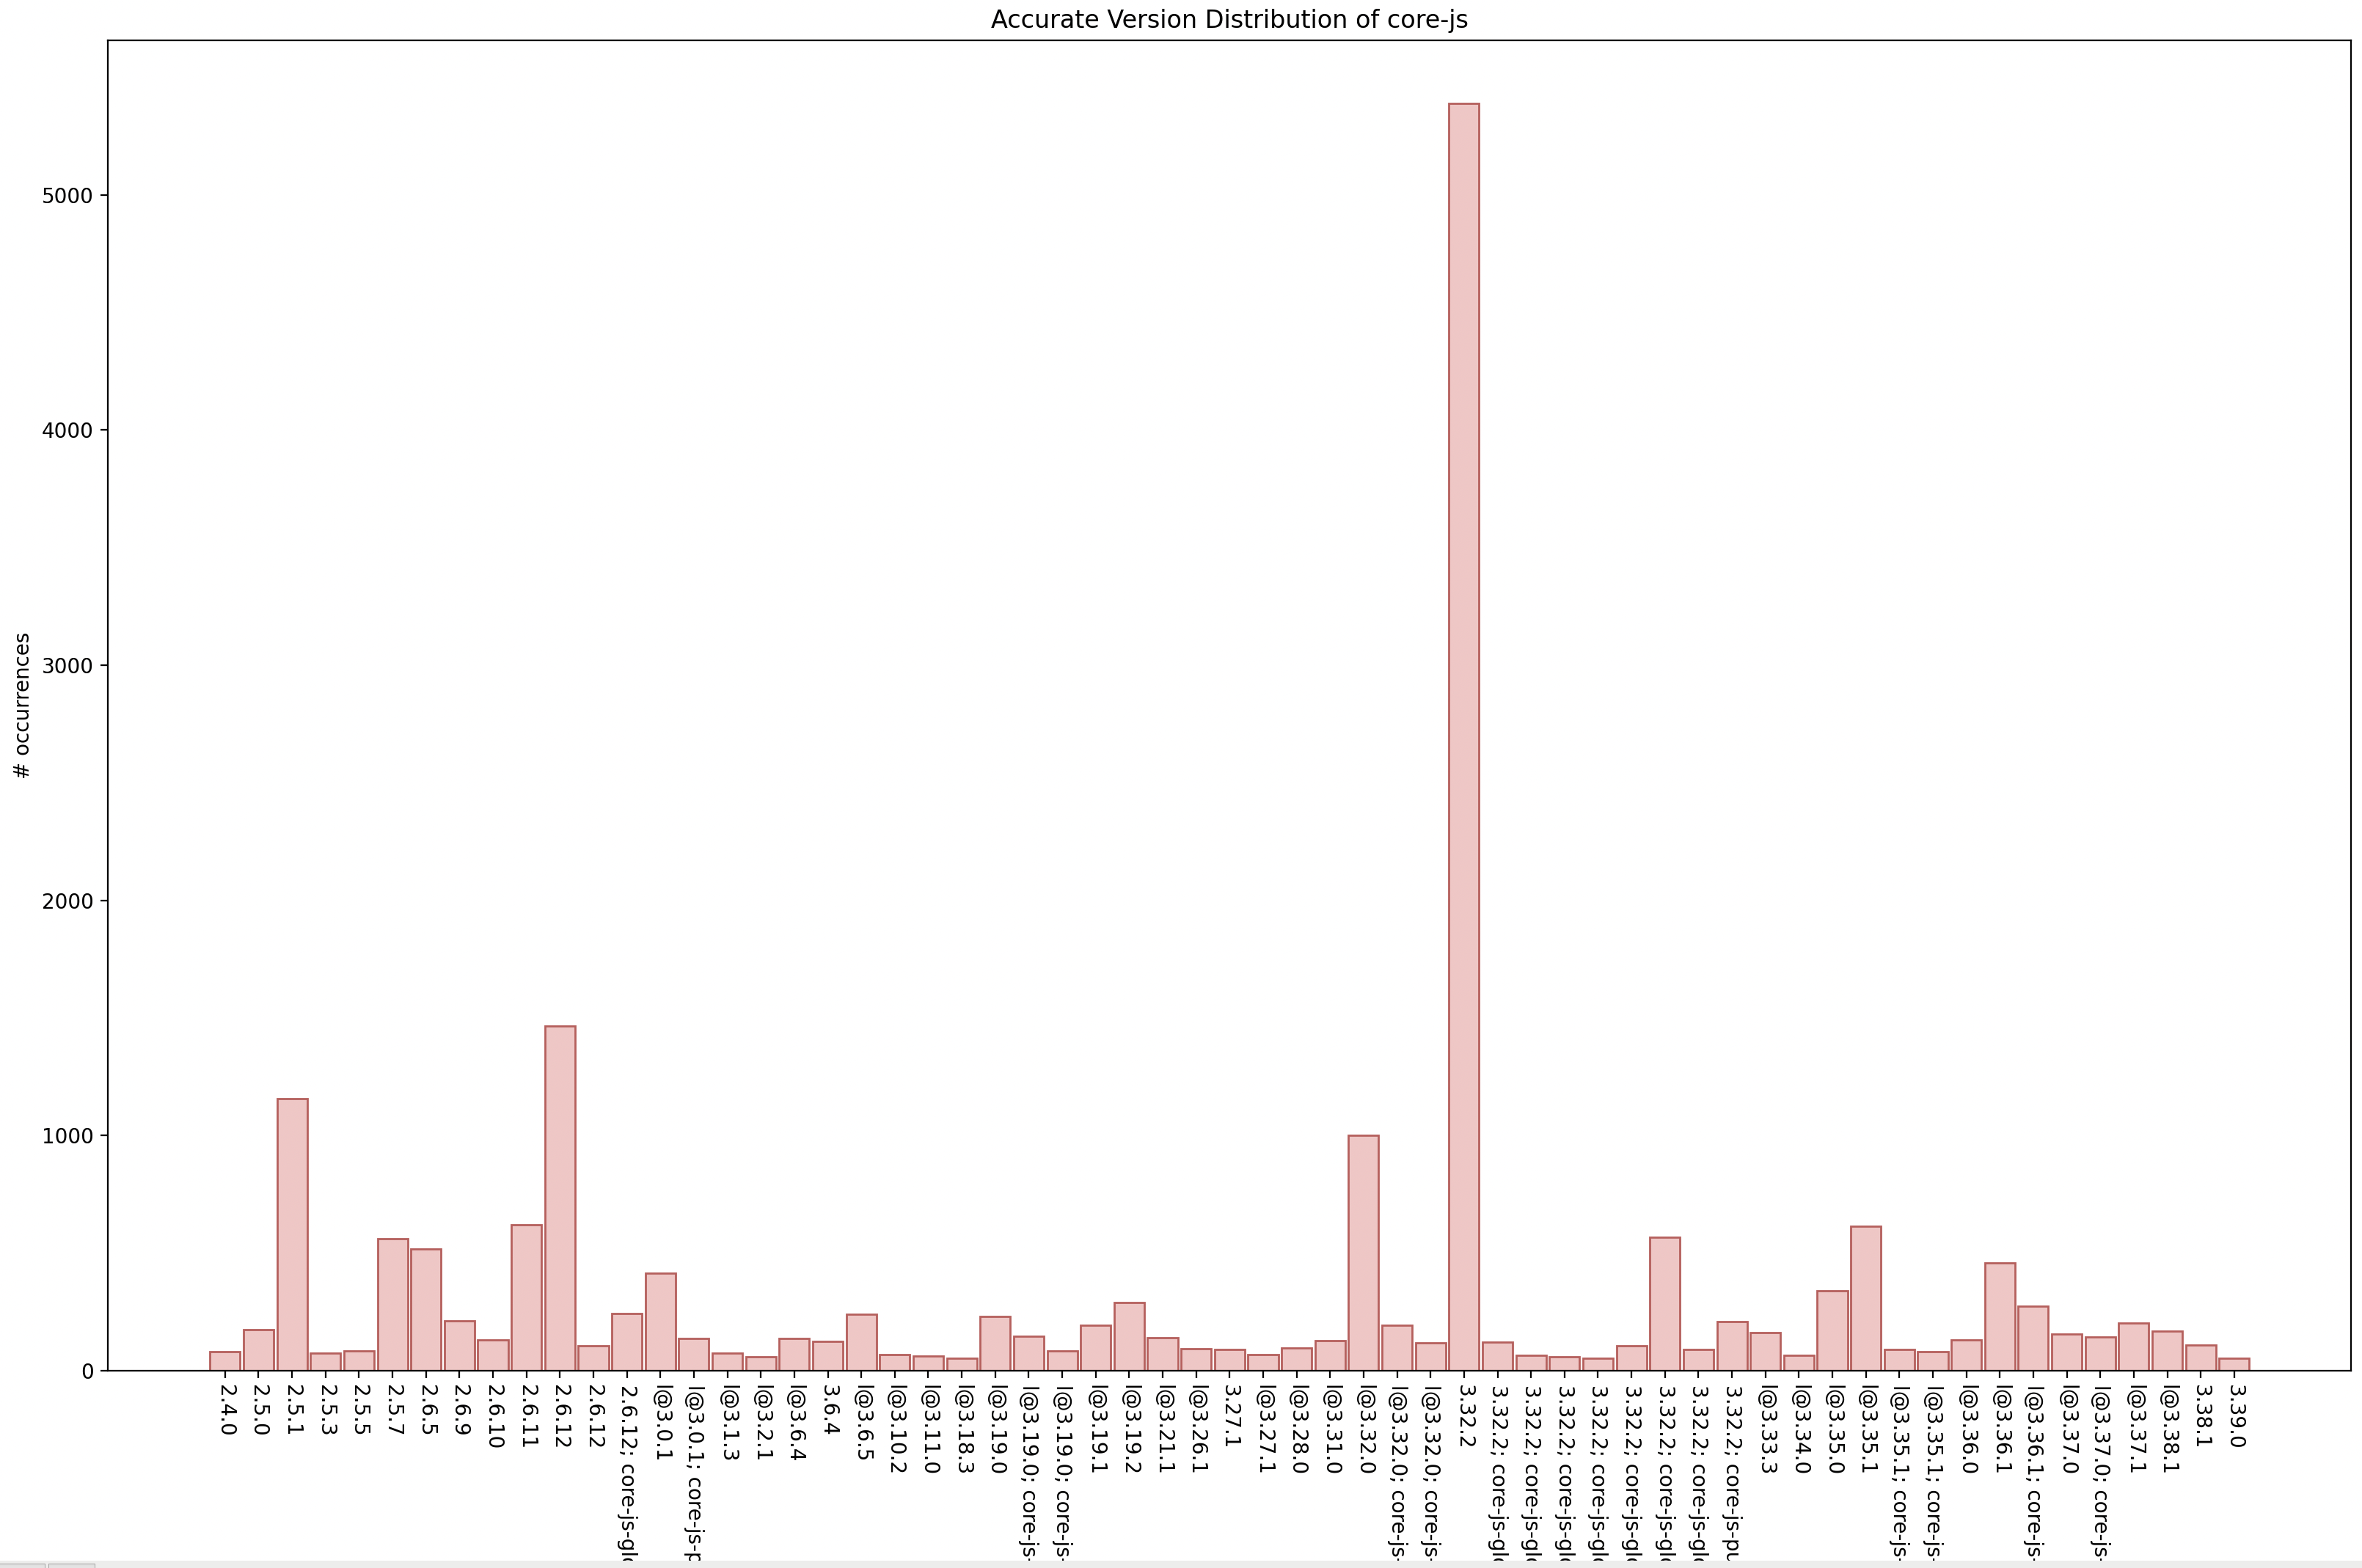 Accurate Version Distribution of core-js
# occurrences
5000
4000
3000
2000
1000
0
2.4.0
2.5.0
2.5.1
2.5.3
2.5.5
2.5.7
2.6.5
2.6.9
2.6.10
2.6.11
2.6.12
2.6.12
2.6.12; core-js-glo
l@3.0.1
l@3.0.1; core-js-p
l@3.1.3
l@3.2.1
l@3.6.4
3.6.4
l@3.6.5
l@3.10.2
l@3.11.0
l@3.18.3
l@3.19.0
l@3.19.0; core-js-
l@3.19.0; core-js-
l@3.19.1
l@3.19.2
l@3.21.1
l@3.26.1
3.27.1
l@3.27.1
l@3.28.0
l@3.31.0
l@3.32.0
l@3.32.0; core-js-
l@3.32.0; core-js-
3.32.2
3.32.2; core-js-glo
3.32.2; core-js-glo
3.32.2; core-js-glo
3.32.2; core-js-glo
3.32.2; core-js-glo
3.32.2; core-js-glo
3.32.2; core-js-glo
3.32.2; core-js-pu
l@3.33.3
l@3.34.0
l@3.35.0
l@3.35.1
l@3.35.1; core-js-
l@3.35.1; core-js-
l@3.36.0
l@3.36.1
l@3.36.1; core-js-
l@3.37.0
l@3.37.0; core-js-
l@3.37.1
l@3.38.1
3.38.1
3.39.0